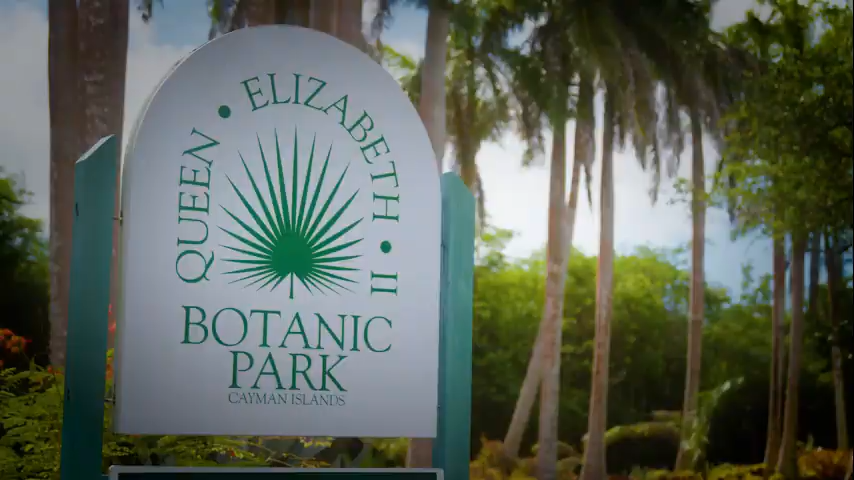 QUEEN • ELIZABETH • II
BOTANIC
PARK
CAYMAN ISLANDS